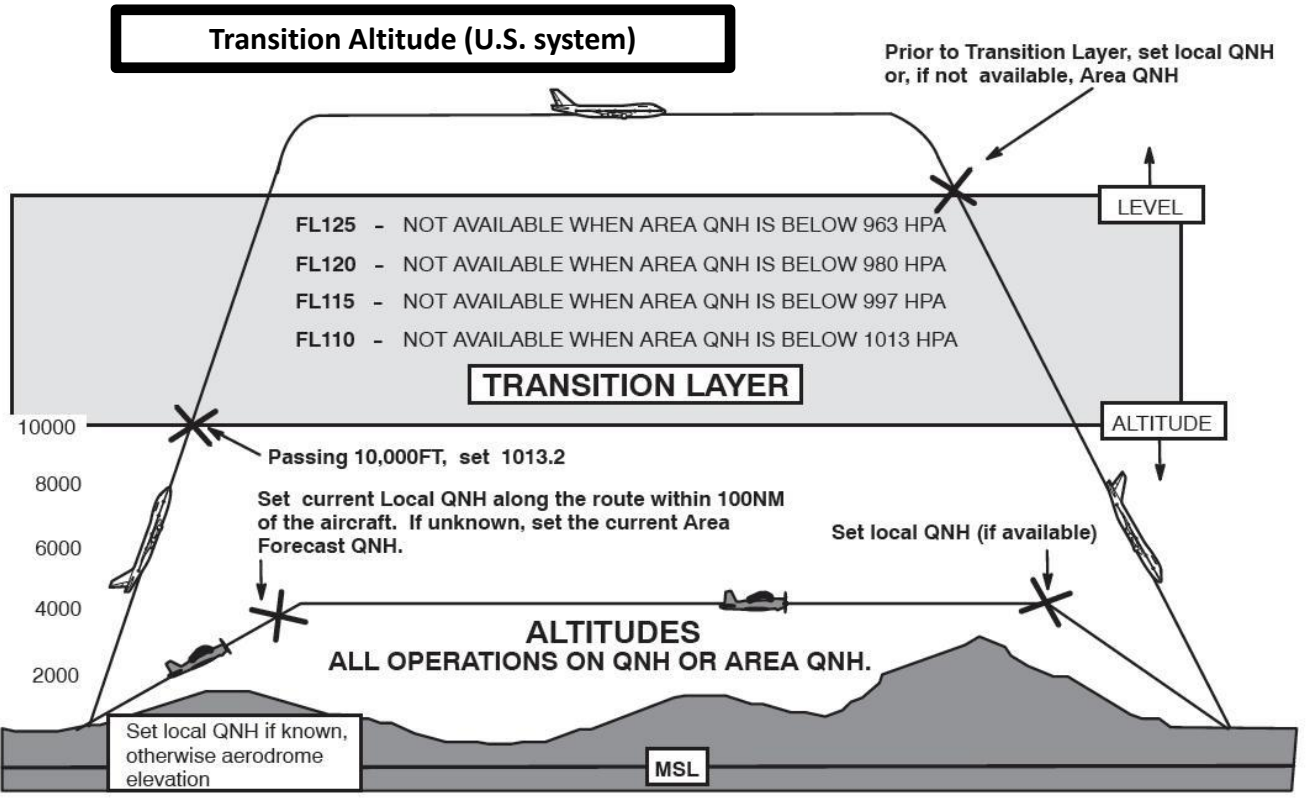 Transition Altitude (U.S. system)
Prior to Transition Layer, set local QNH
or, if not available, Area QNH
LEVEL
FL125 - NOT AVAILABLE WHEN AREA QNH IS BELOW 963 HPA
FL120 - NOT AVAILABLE WHEN AREA QNH IS BELOW 980 HPA
FL115 - NOT AVAILABLE WHEN AREA QNH IS BELOW 997 HPA
FL110 - NOT AVAILABLE WHEN AREA QNH IS BELOW 1013 HPA
TRANSITION LAYER
10000
ALTITUDE
Passing 10,000FT, set 1013.2
8000
Set current Local QNH along the route within 100NM
of the aircraft. If unknown, set the current Area
Forecast QNH.
Set local QNH (if available)
6000
4000
ALTITUDES
ALL OPERATIONS ON QNH OR AREA QNH.
2000
Set local QNH if known,
otherwise aerodrome
elevation
MSL